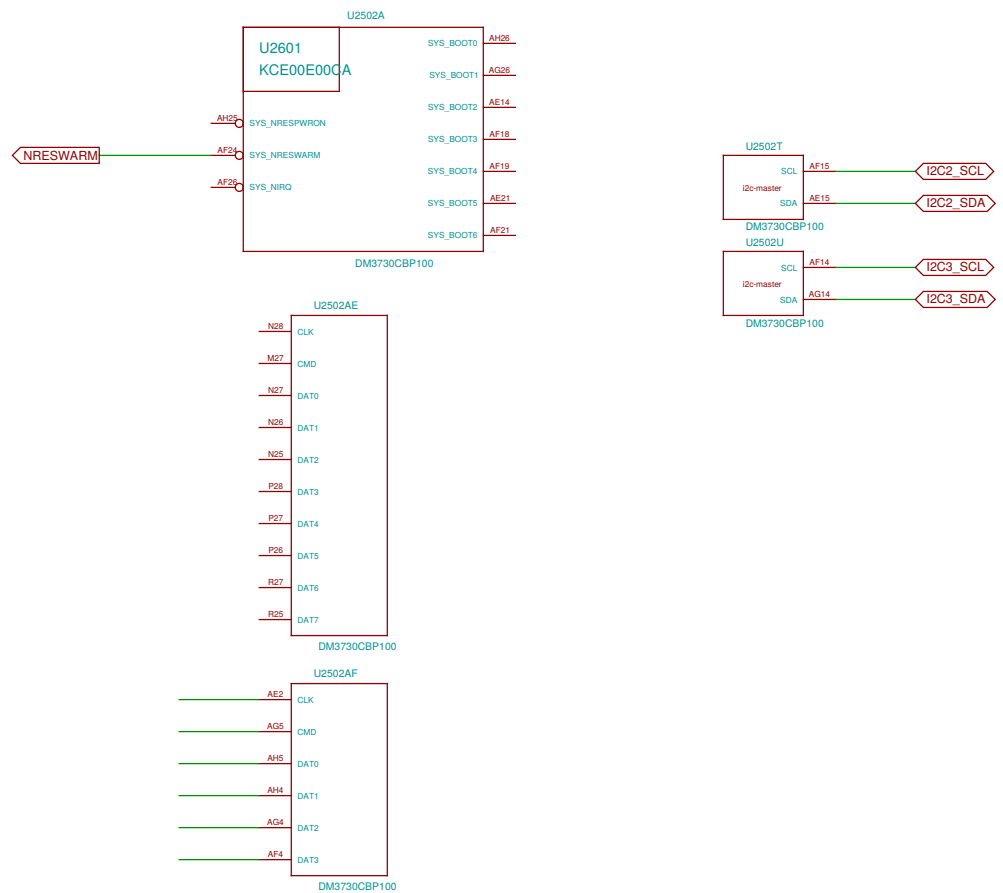 U2502A
U2601
KCE00E00CA
SYS_BOOT0 AH26
SYS_BOOT1 AG26
SYS_BOOT2 AE14
AH25 SYS_NRESPWRON
SYS_BOOT3 AF18
NRESWARM AF24 SYS_NRESWARM
SYS_BOOT4 AF19
AF26 SYS_NIRQ
SYS_BOOT5 AE21
SYS_BOOT6 AF21
DM3730CBP100
U2502T
SCL AF15 I2C2_SCL
i2c-master
SDA AE15 I2C2_SDA
DM3730CBP100
U2502U
SCL AF14 I2C3_SCL
i2c-master
SDA AG14 I2C3_SDA
DM3730CBP100
U2502AE
N28 CLK
M27 CMD
N27 DAT0
N26 DAT1
N25 DAT2
P28 DAT3
P27 DAT4
P26 DAT5
R27 DAT6
R25 DAT7
DM3730CBP100
U2502AF
AE2 CLK
AG5 CMD
AH5 DAT0
AH4 DAT1
AG4 DAT2
AF4 DAT3
DM3730CBP100